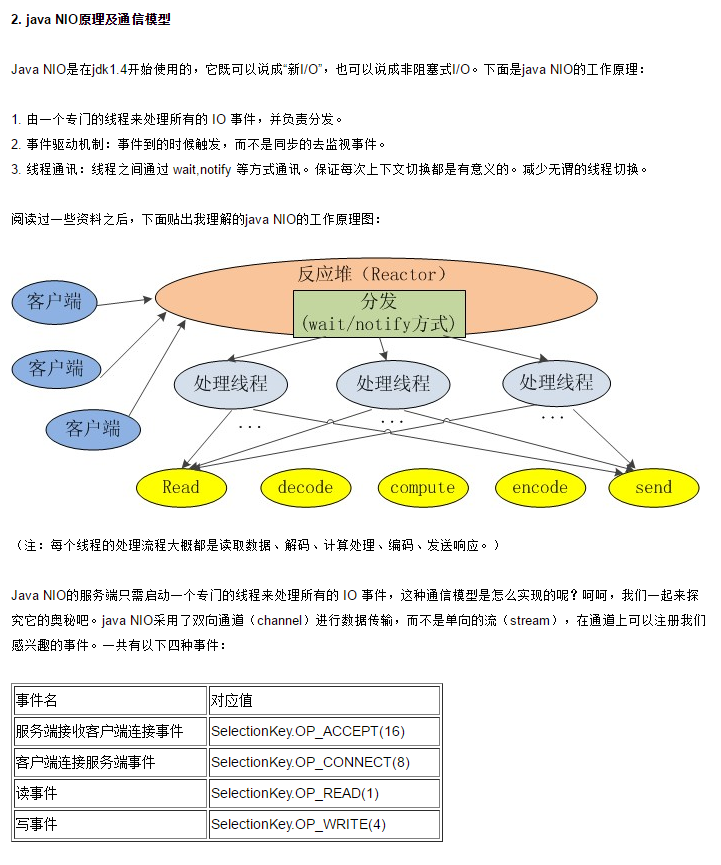 2. java NIO原理及通信模型
Java NIO是在jdk1.4开始使用的，它既可以说成“新I/O”，也可以说成非阻塞式I/O。下面是java NIO的工作原理：
1. 由一个专门的线程来处理所有的 IO 事件，并负责分发。
2. 事件驱动机制：事件到的时候触发，而不是同步的去监视事件。
3. 线程通讯：线程之间通过 wait,notify 等方式通讯。保证每次上下文切换都是有意义的。减少无谓的线程切换。
阅读过一些资料之后，下面贴出我理解的java NIO的工作原理图：
反应堆（Reactor）
客户端
分发
(wait/notify方式)
客户端
处理线程
处理线程
处理线程
客户端
...
...
...
Read
decode
compute
encode
send
（注：每个线程的处理流程大概都是读取数据、解码、计算处理、编码、发送响应。）
Java NIO的服务端只需启动一个专门的线程来处理所有的 IO 事件，这种通信模型是怎么实现的呢？呵呵，我们一起来探
究它的奥秘吧。java NIO采用了双向通道（channel）进行数据传输，而不是单向的流（stream），在通道上可以注册我们
感兴趣的事件。一共有以下四种事件：
事件名 对应值
服务端接收客户端连接事件 SelectionKey.OP_ACCEPT(16)
客户端连接服务端事件 SelectionKey.OP_CONNECT(8)
读事件 SelectionKey.OP_READ(1)
写事件 SelectionKey.OP_WRITE(4)